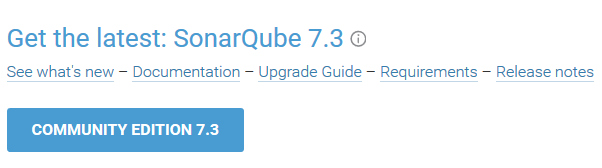 Get the latest: SonarQube 7.3
See what's new – Documentation – Upgrade Guide – Requirements – Release notes
COMMUNITY EDITION 7.3